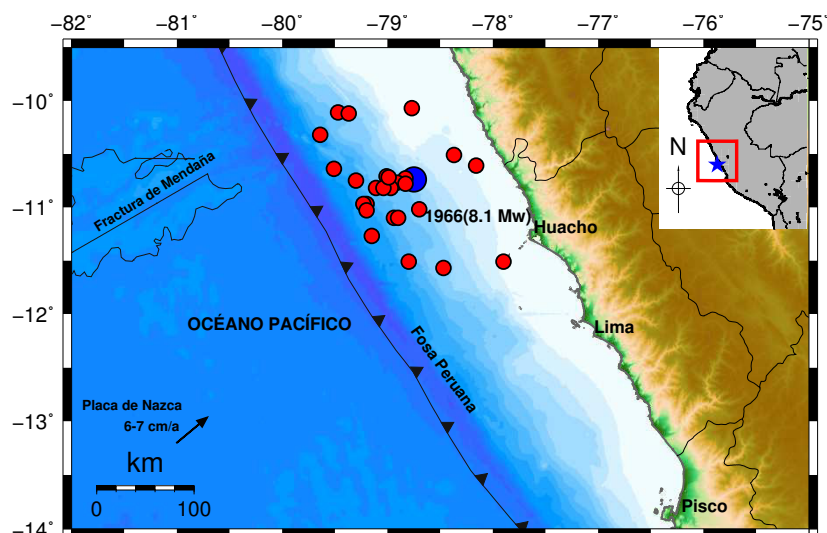 −82 −80 −79 −78 −77 −76 −75
−10
−11
−12
−13
−14
N
Fractura de Mendaña
1966(8.1 Mw)
Huacho
OCÉANO PACÍFICO
Lima
Fosa Peruana
Placa de Nazca
6-7 cm/a
km
0 100
Pisco